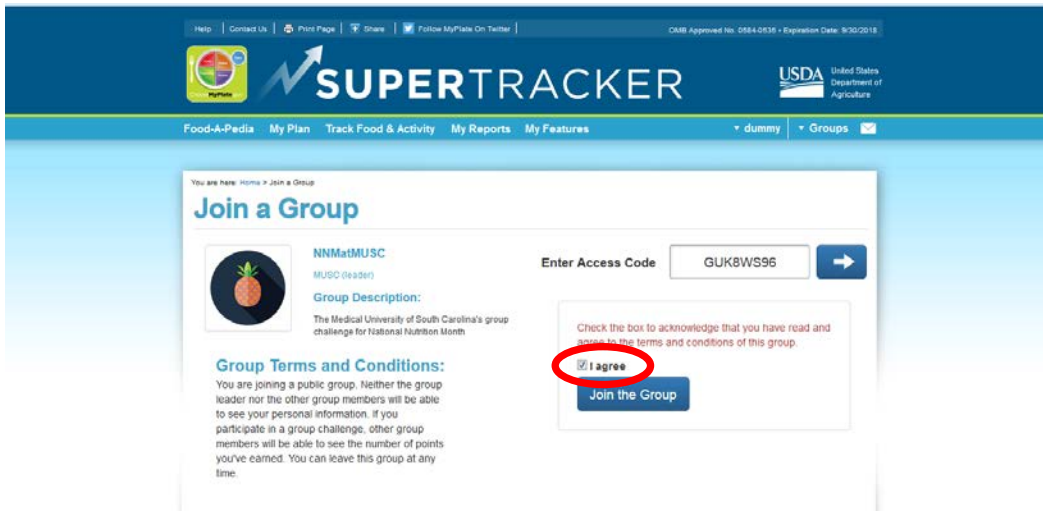 Help | Contact Us | Print Page | Share | Follow MyPlate On Twitter |
OMB Approved No. 0584-0535 • Expiration Date: 9/30/2015
MyPlate
SUPERTRACKER
USDA United States
Department of
Agriculture
Food-A-Pedia My Plan Track Food & Activity My Reports My Features
dummy Groups
You are here: Home > Join a Group
Join a Group
NNMatMUSC
MUSC (leader)
Group Description:
The Medical University of South Carolina's group
challenge for National Nutrition Month
Enter Access Code GUK8WS96
Check the box to acknowledge that you have read and
agree to the terms and conditions of this group.
I agree
Join the Group
Group Terms and Conditions:
You are joining a public group. Neither the group
leader nor the other group members will be able
to see your personal information. If you
participate in a group challenge, other group
members will be able to see the number of points
you've earned. You can leave this group at any
time.